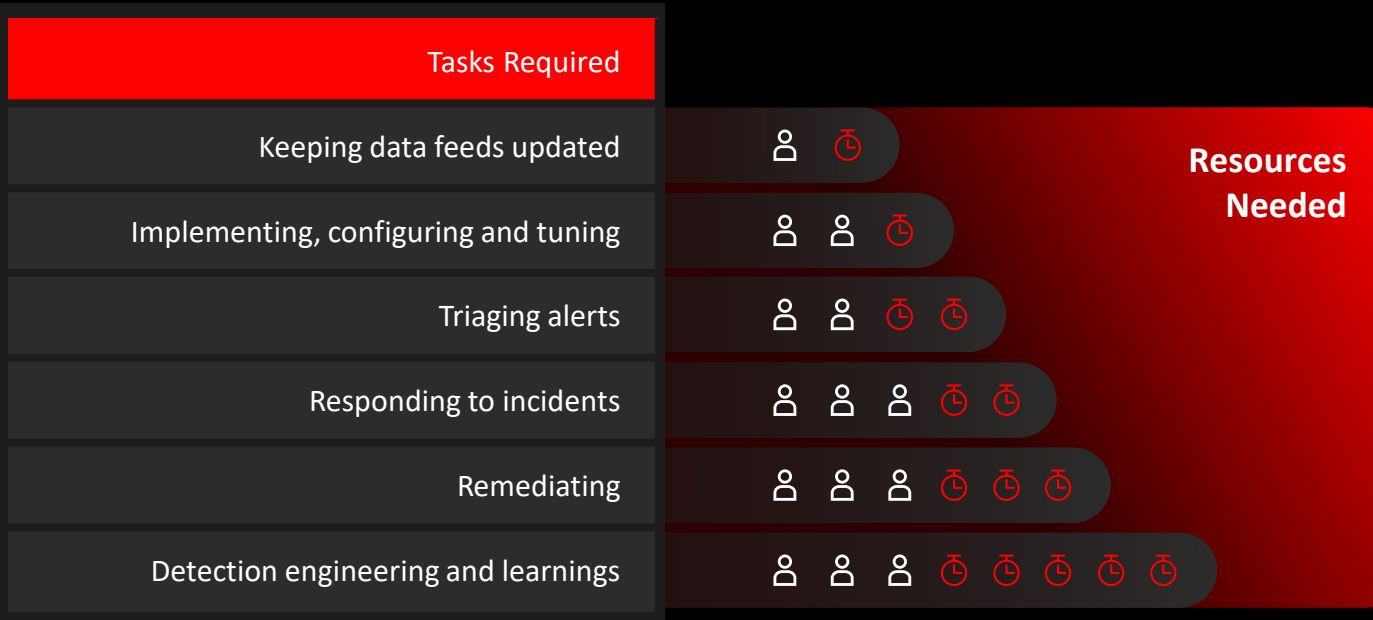 Tasks Required
Keeping data feeds updated
Resources
Needed
Implementing, configuring and tuning
Triaging alerts
Responding to incidents
Remediating
Detection engineering and learnings